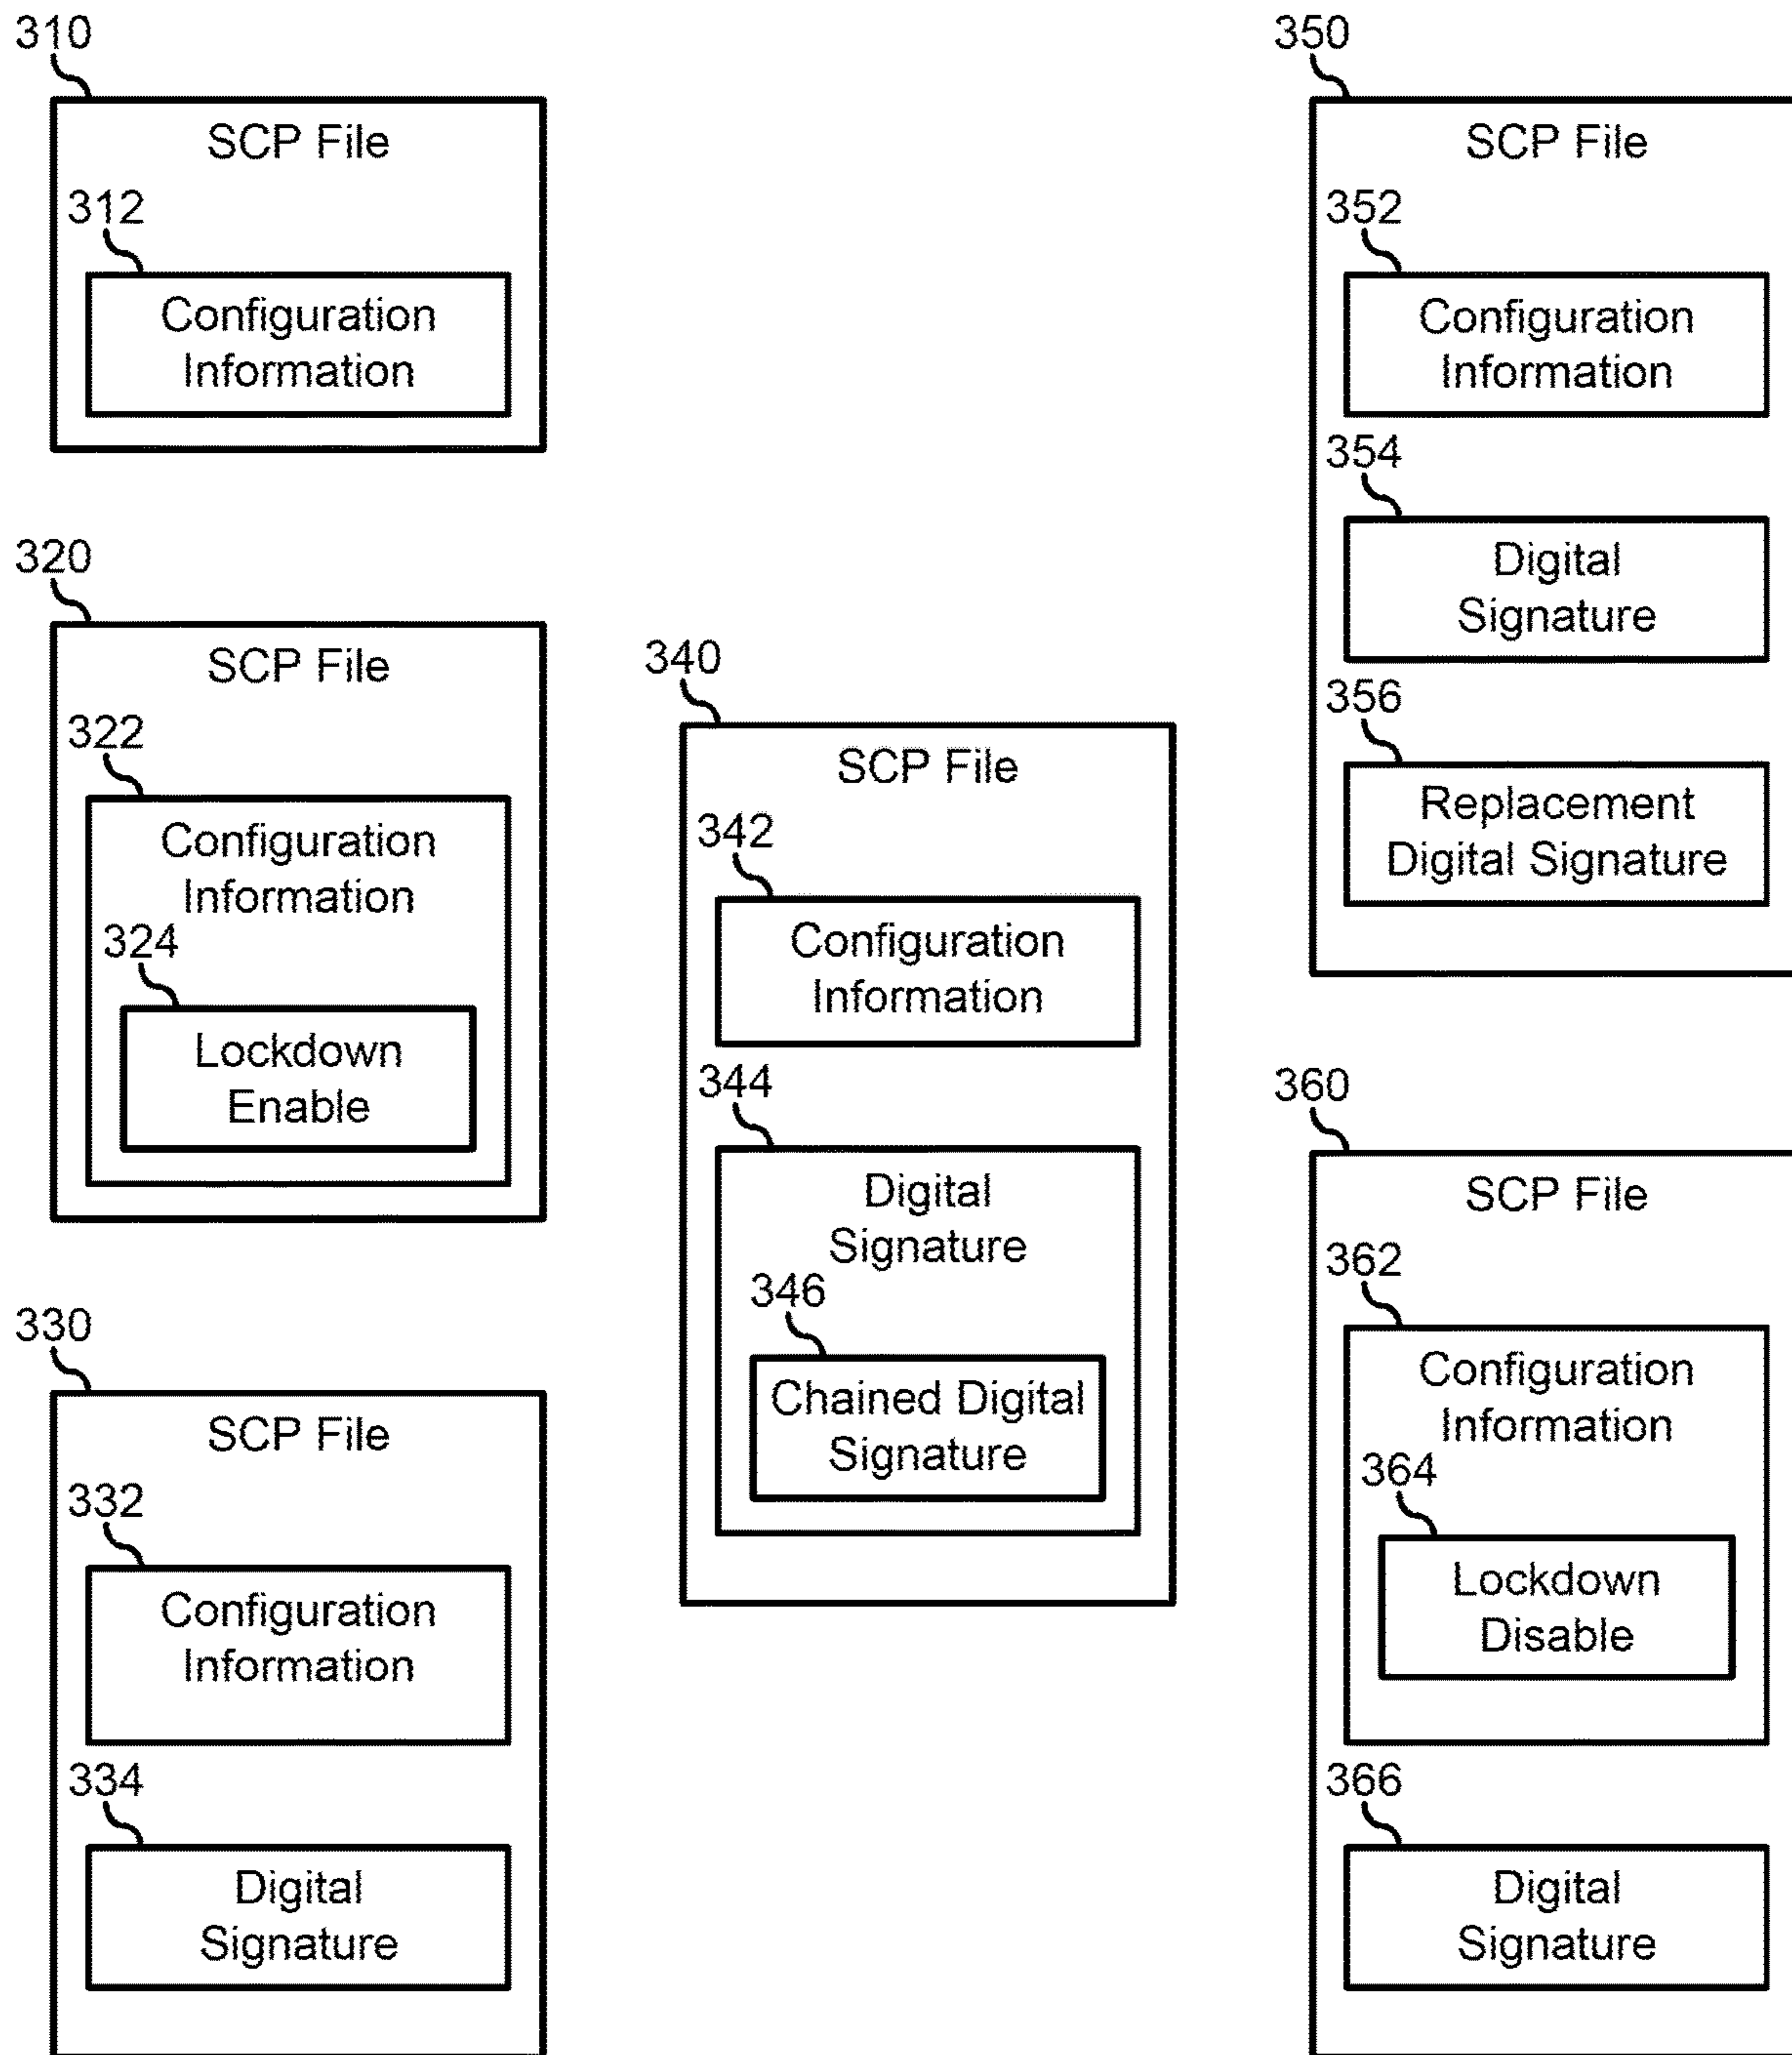 310
SCP File
312
Configuration
Information
320
SCP File
322
Configuration
Information
324
Lockdown
Enable
330
SCP File
332
Configuration
Information
334
Digital
Signature
340
SCP File
342
Configuration
Information
344
Digital
Signature
346
Chained Digital
Signature
350
SCP File
352
Configuration
Information
354
Digital
Signature
356
Replacement
Digital Signature
360
SCP File
362
Configuration
Information
364
Lockdown
Disable
366
Digital
Signature